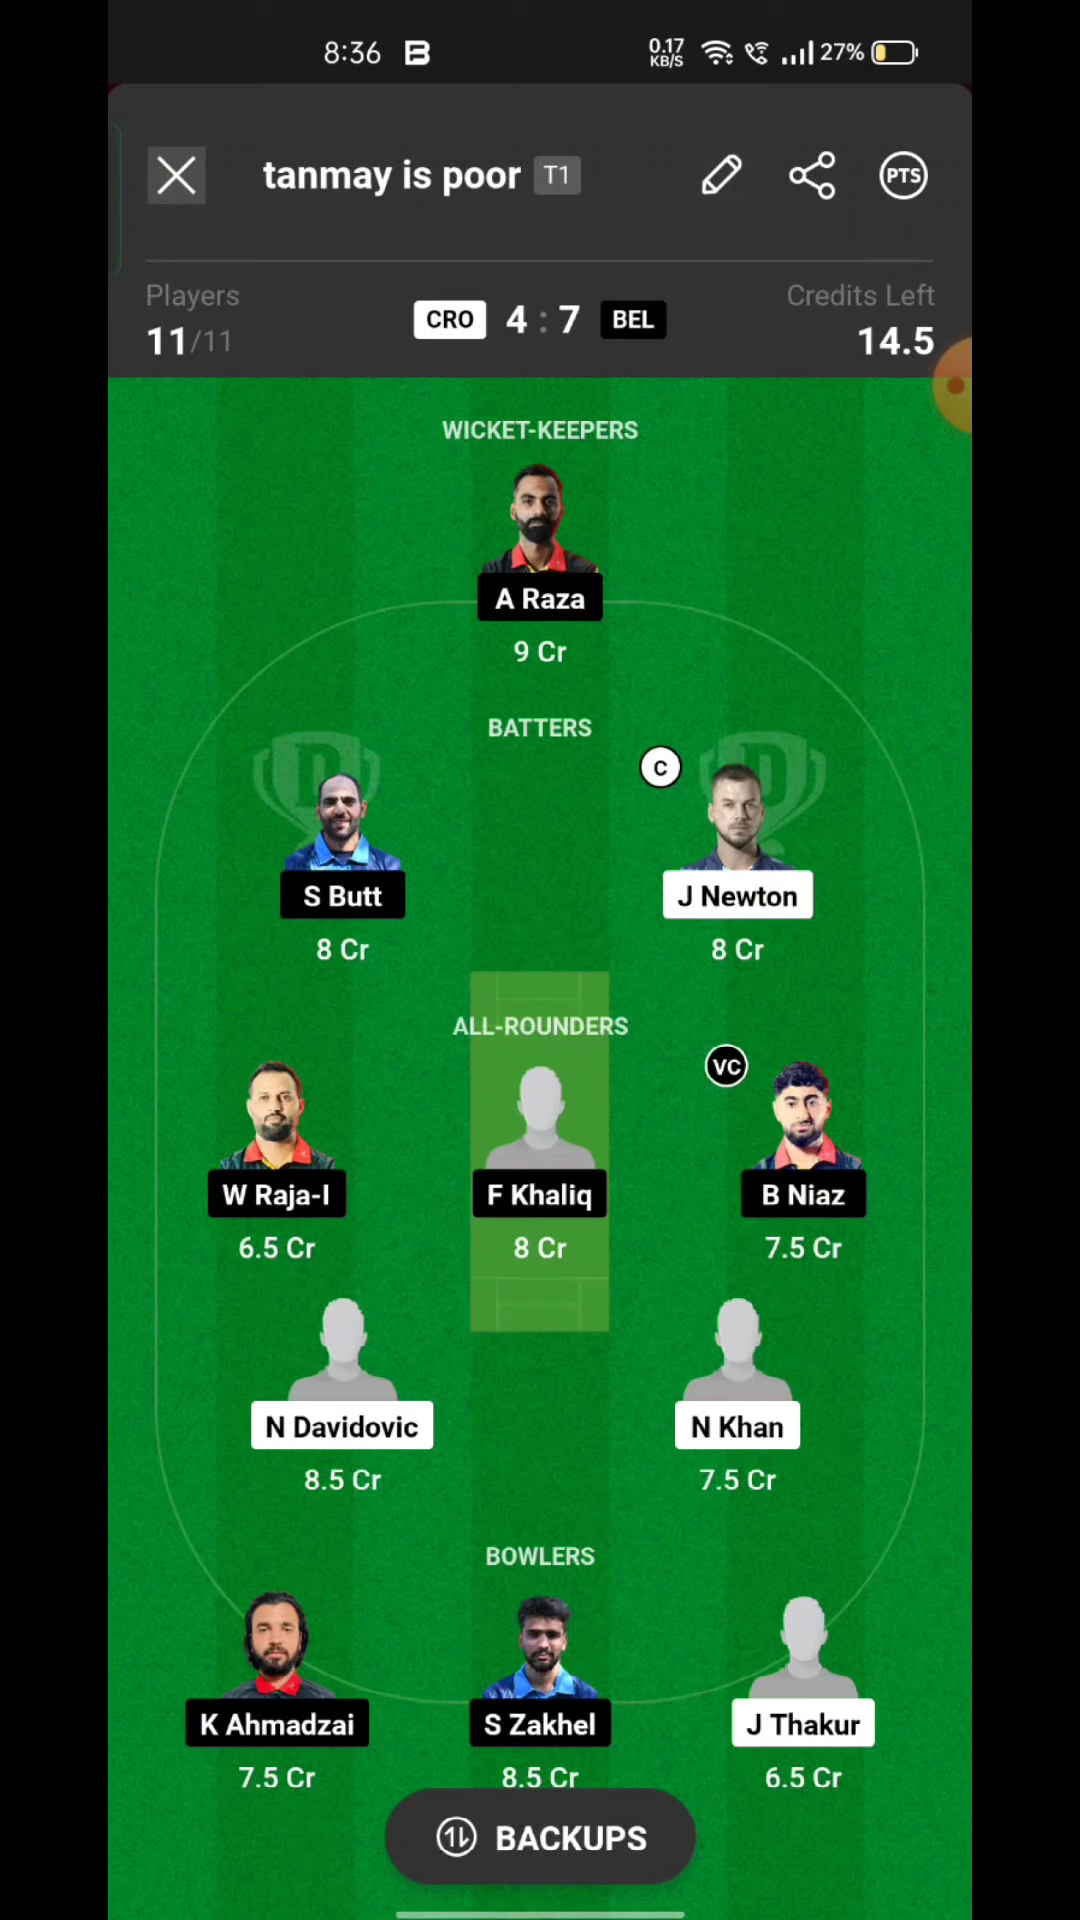 8:36 B 0.17 KB/S 27%
tanmay is poor T1 PTS
Players Credits Left
CRO 4 : 7 BEL
11/11 14.5
WICKET-KEEPERS
A Raza
9 Cr
BATTERS
C
S Butt J Newton
8 Cr 8 Cr
ALL-ROUNDERS
VC
W Raja-I F Khaliq B Niaz
6.5 Cr 8 Cr 7.5 Cr
N Davidovic N Khan
8.5 Cr 7.5 Cr
BOWLERS
K Ahmadzai S Zakhel J Thakur
7.5 Cr 8.5 Cr 6.5 Cr
BACKUPS